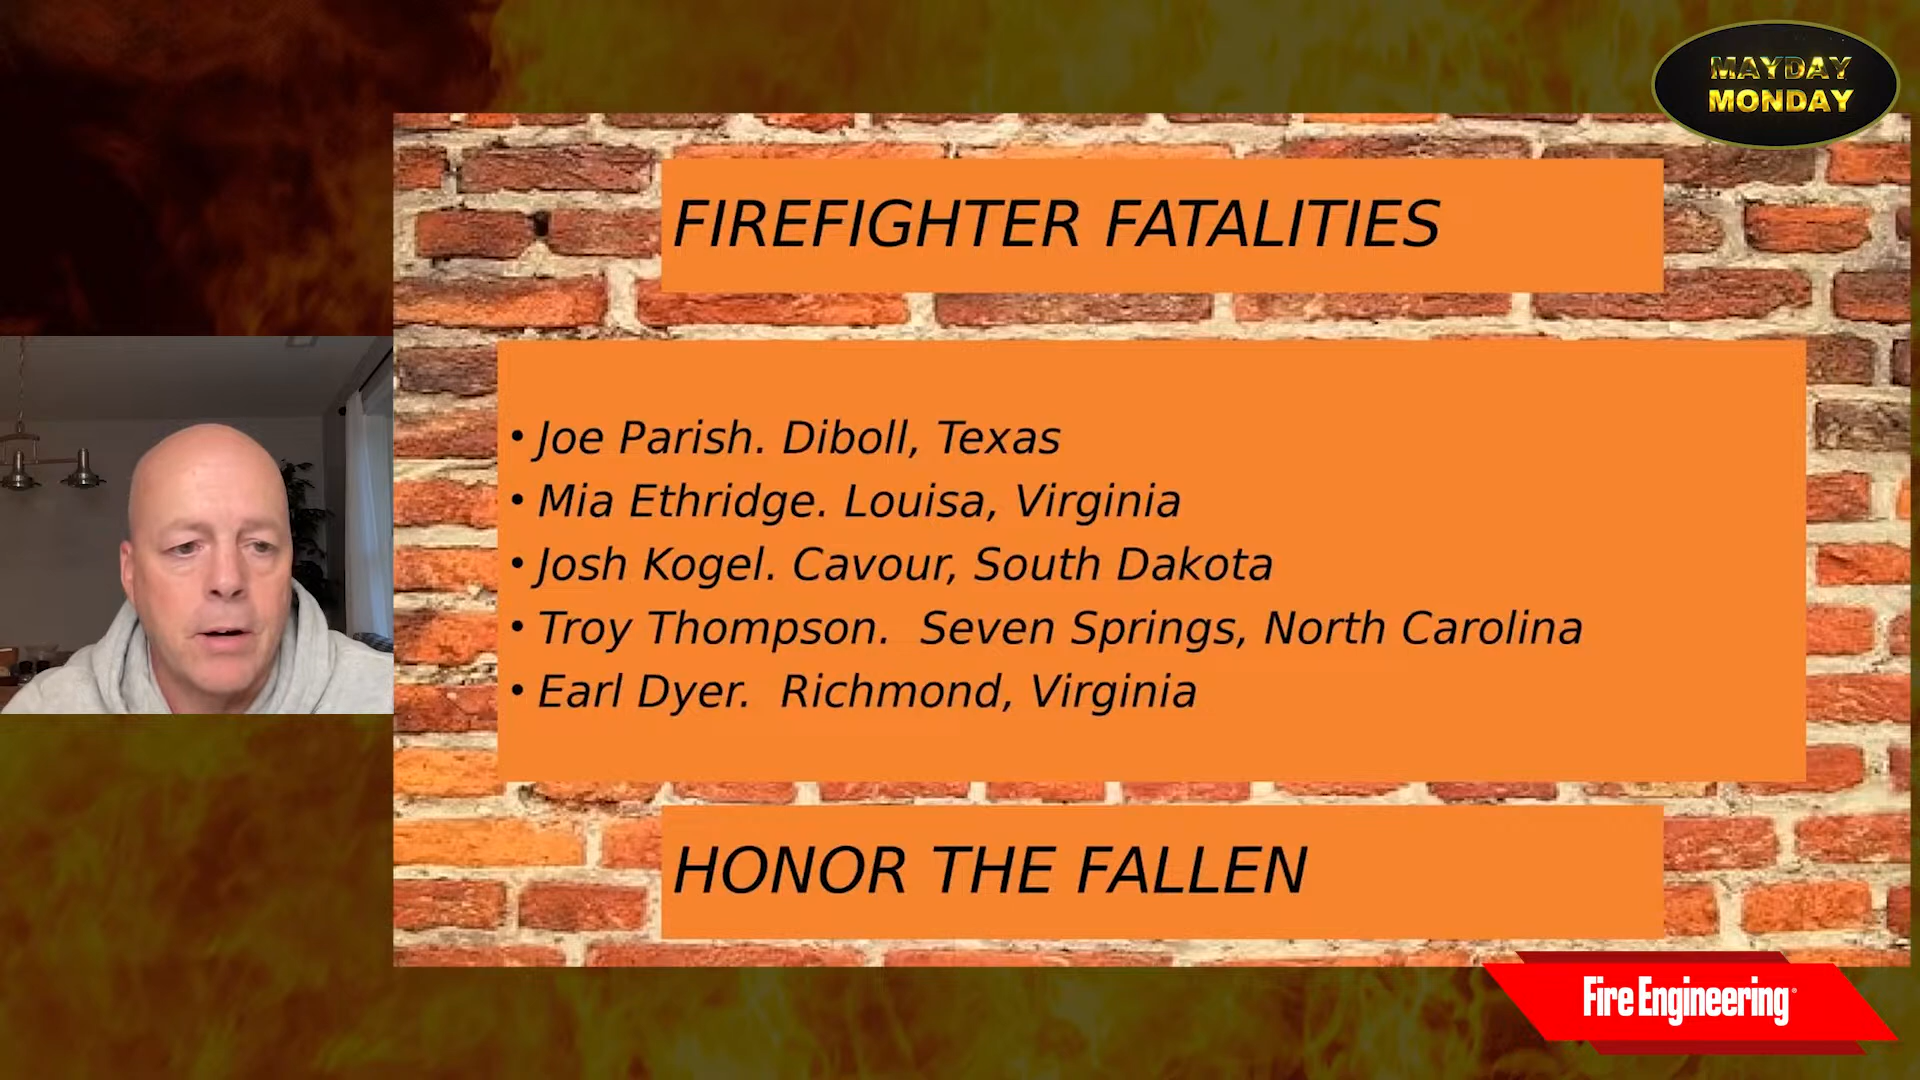 MAYDAY
MONDAY
FIREFIGHTER FATALITIES
• Joe Parish. Diboll, Texas
• Mia Ethridge. Louisa, Virginia
• Josh Kogel. Cavour, South Dakota
• Troy Thompson.  Seven Springs, North Carolina
• Earl Dyer.  Richmond, Virginia
HONOR THE FALLEN
Fire Engineering®